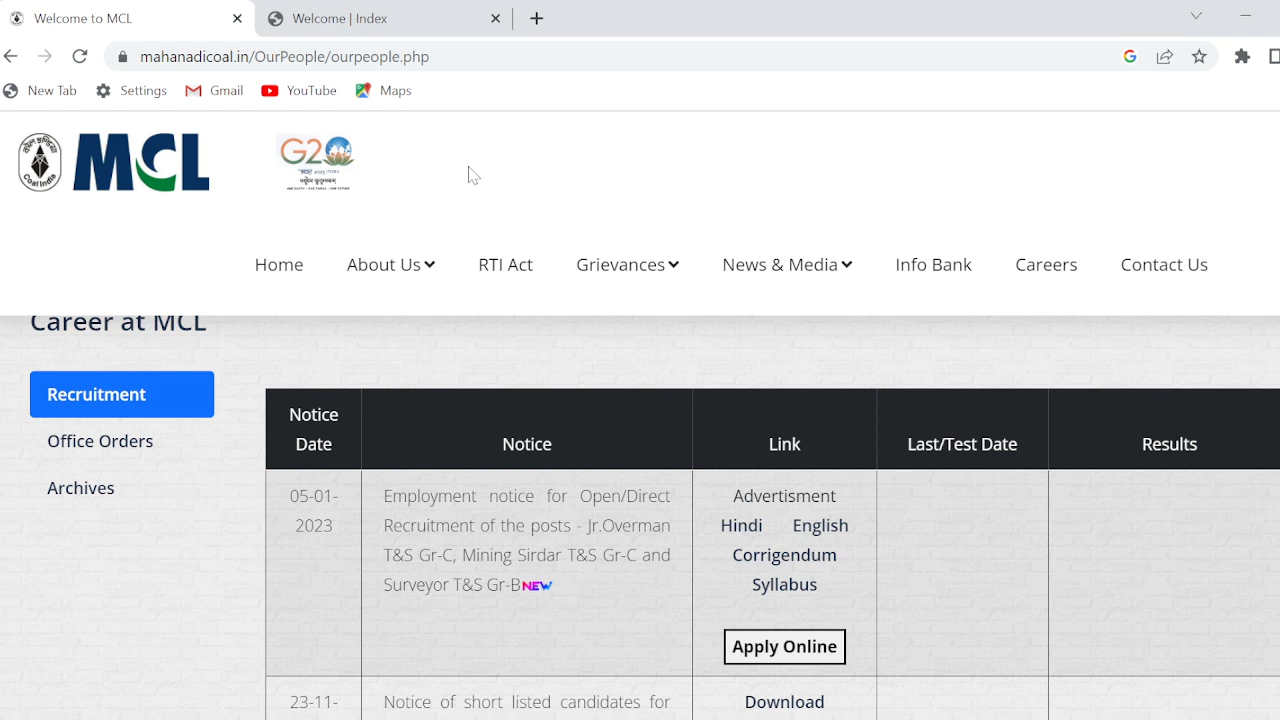 Welcome to MCL
Welcome | Index
mahanadicoal.in/OurPeople/ourpeople.php
New Tab
Settings
Gmail
YouTube
Maps
Coal India
MCL
G20
Home
About Us
RTI Act
Grievances
News & Media
Info Bank
Careers
Contact Us
Career at MCL
Recruitment
Office Orders
Archives
Notice
Date
Notice
Link
Last/Test Date
Results
05-01-
2023
Employment notice for Open/Direct
Recruitment of the posts - Jr.Overman
T&S Gr-C, Mining Sirdar T&S Gr-C and
Surveyor T&S Gr-B NEW
Advertisment
Hindi English
Corrigendum
Syllabus
Apply Online
23-11-
Notice of short listed candidates for
Download